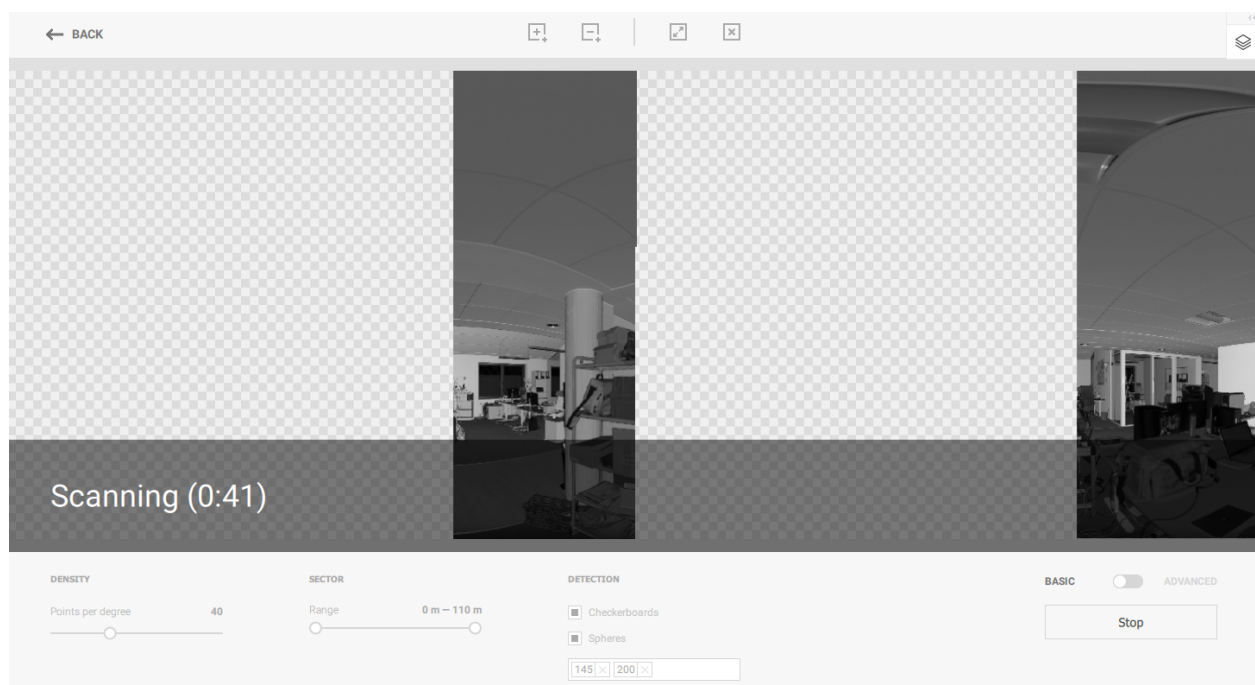 BACK
Scanning (0:41)
DENSITY
Points per degree 40
SECTOR
Range 0 m — 110 m
DETECTION
Checkerboards
Spheres
145 200
BASIC ADVANCED
Stop